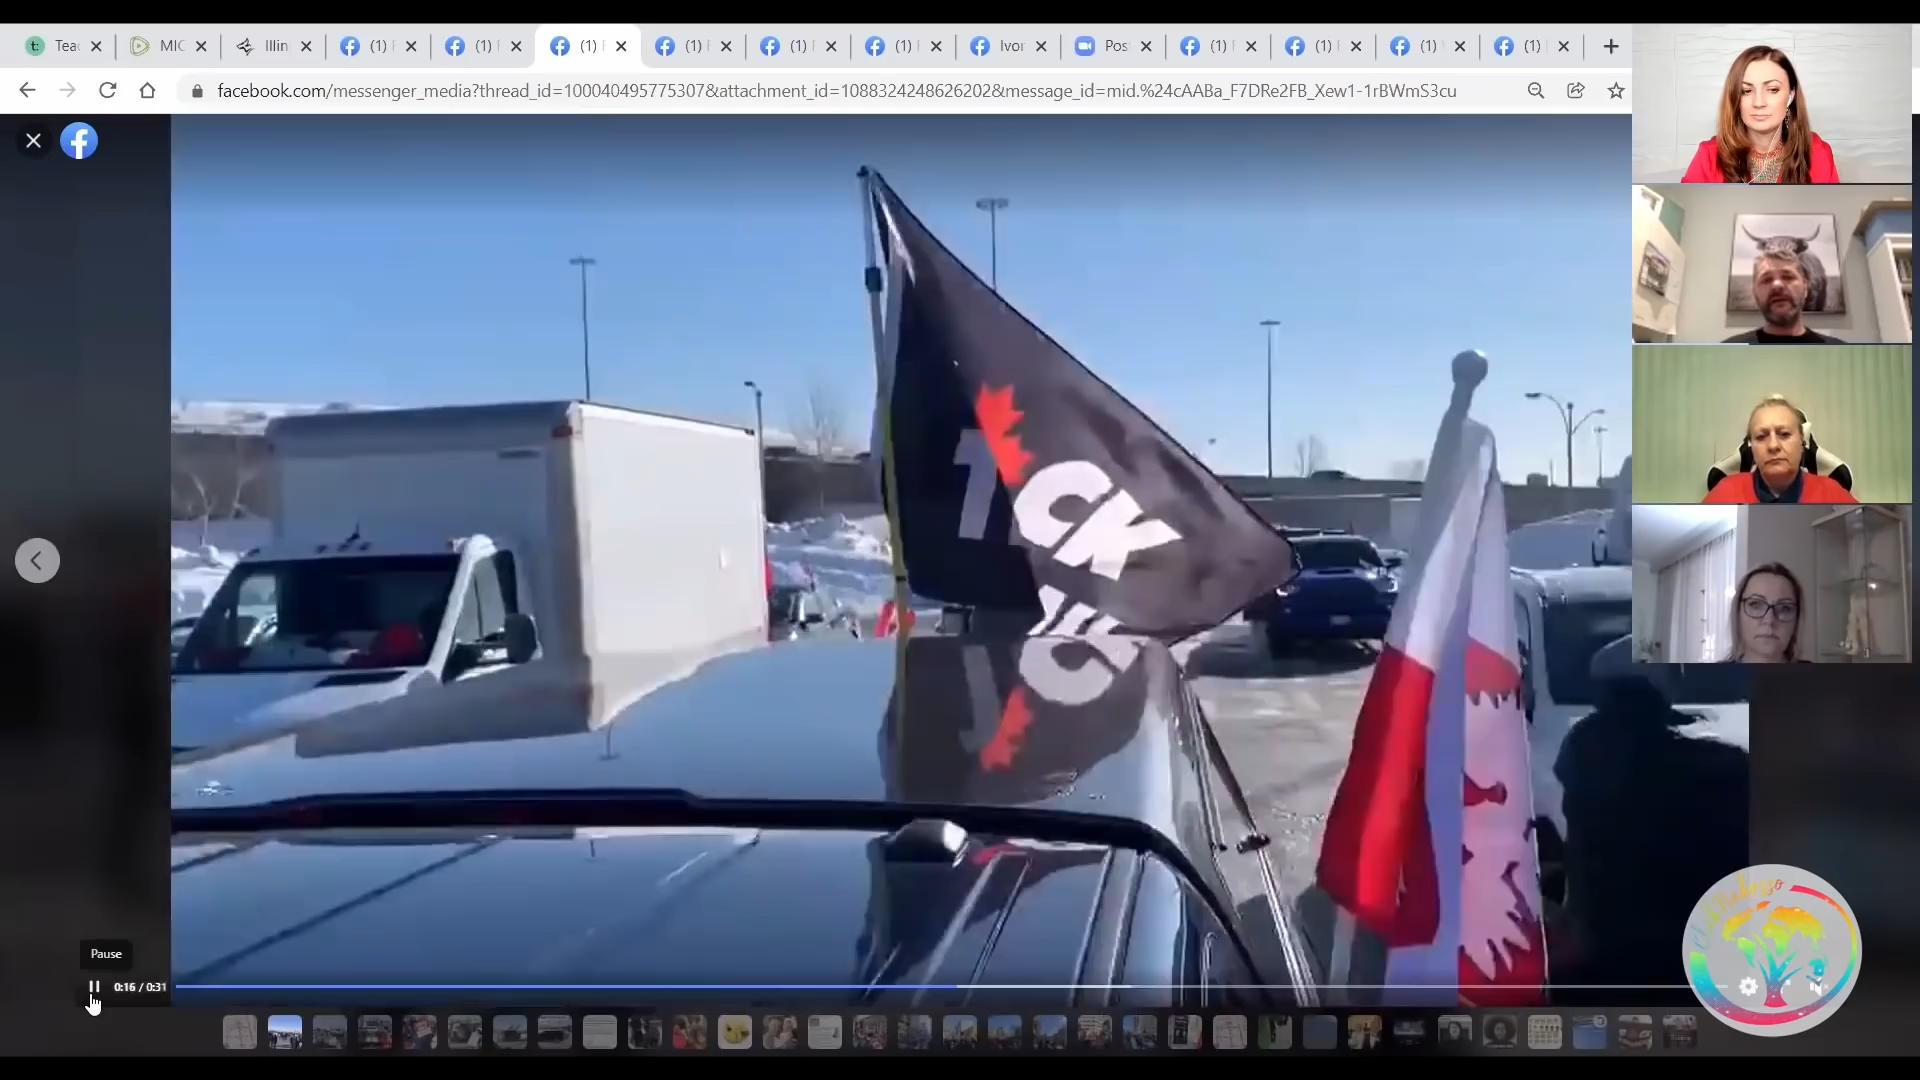 Tea
MIC
Illin
(1)
(1)
(1)
(1)
(1)
(1)
Ivor
Pos
(1)
(1)
(1)
(1)
facebook.com/messenger_media?thread_id=100040495775307&attachment_id=1088324248626202&message_id=mid.%24cAABa_F7DRe2FB_Xew1-1rBWmS3cu
CK
Pause
0:16 / 0:31